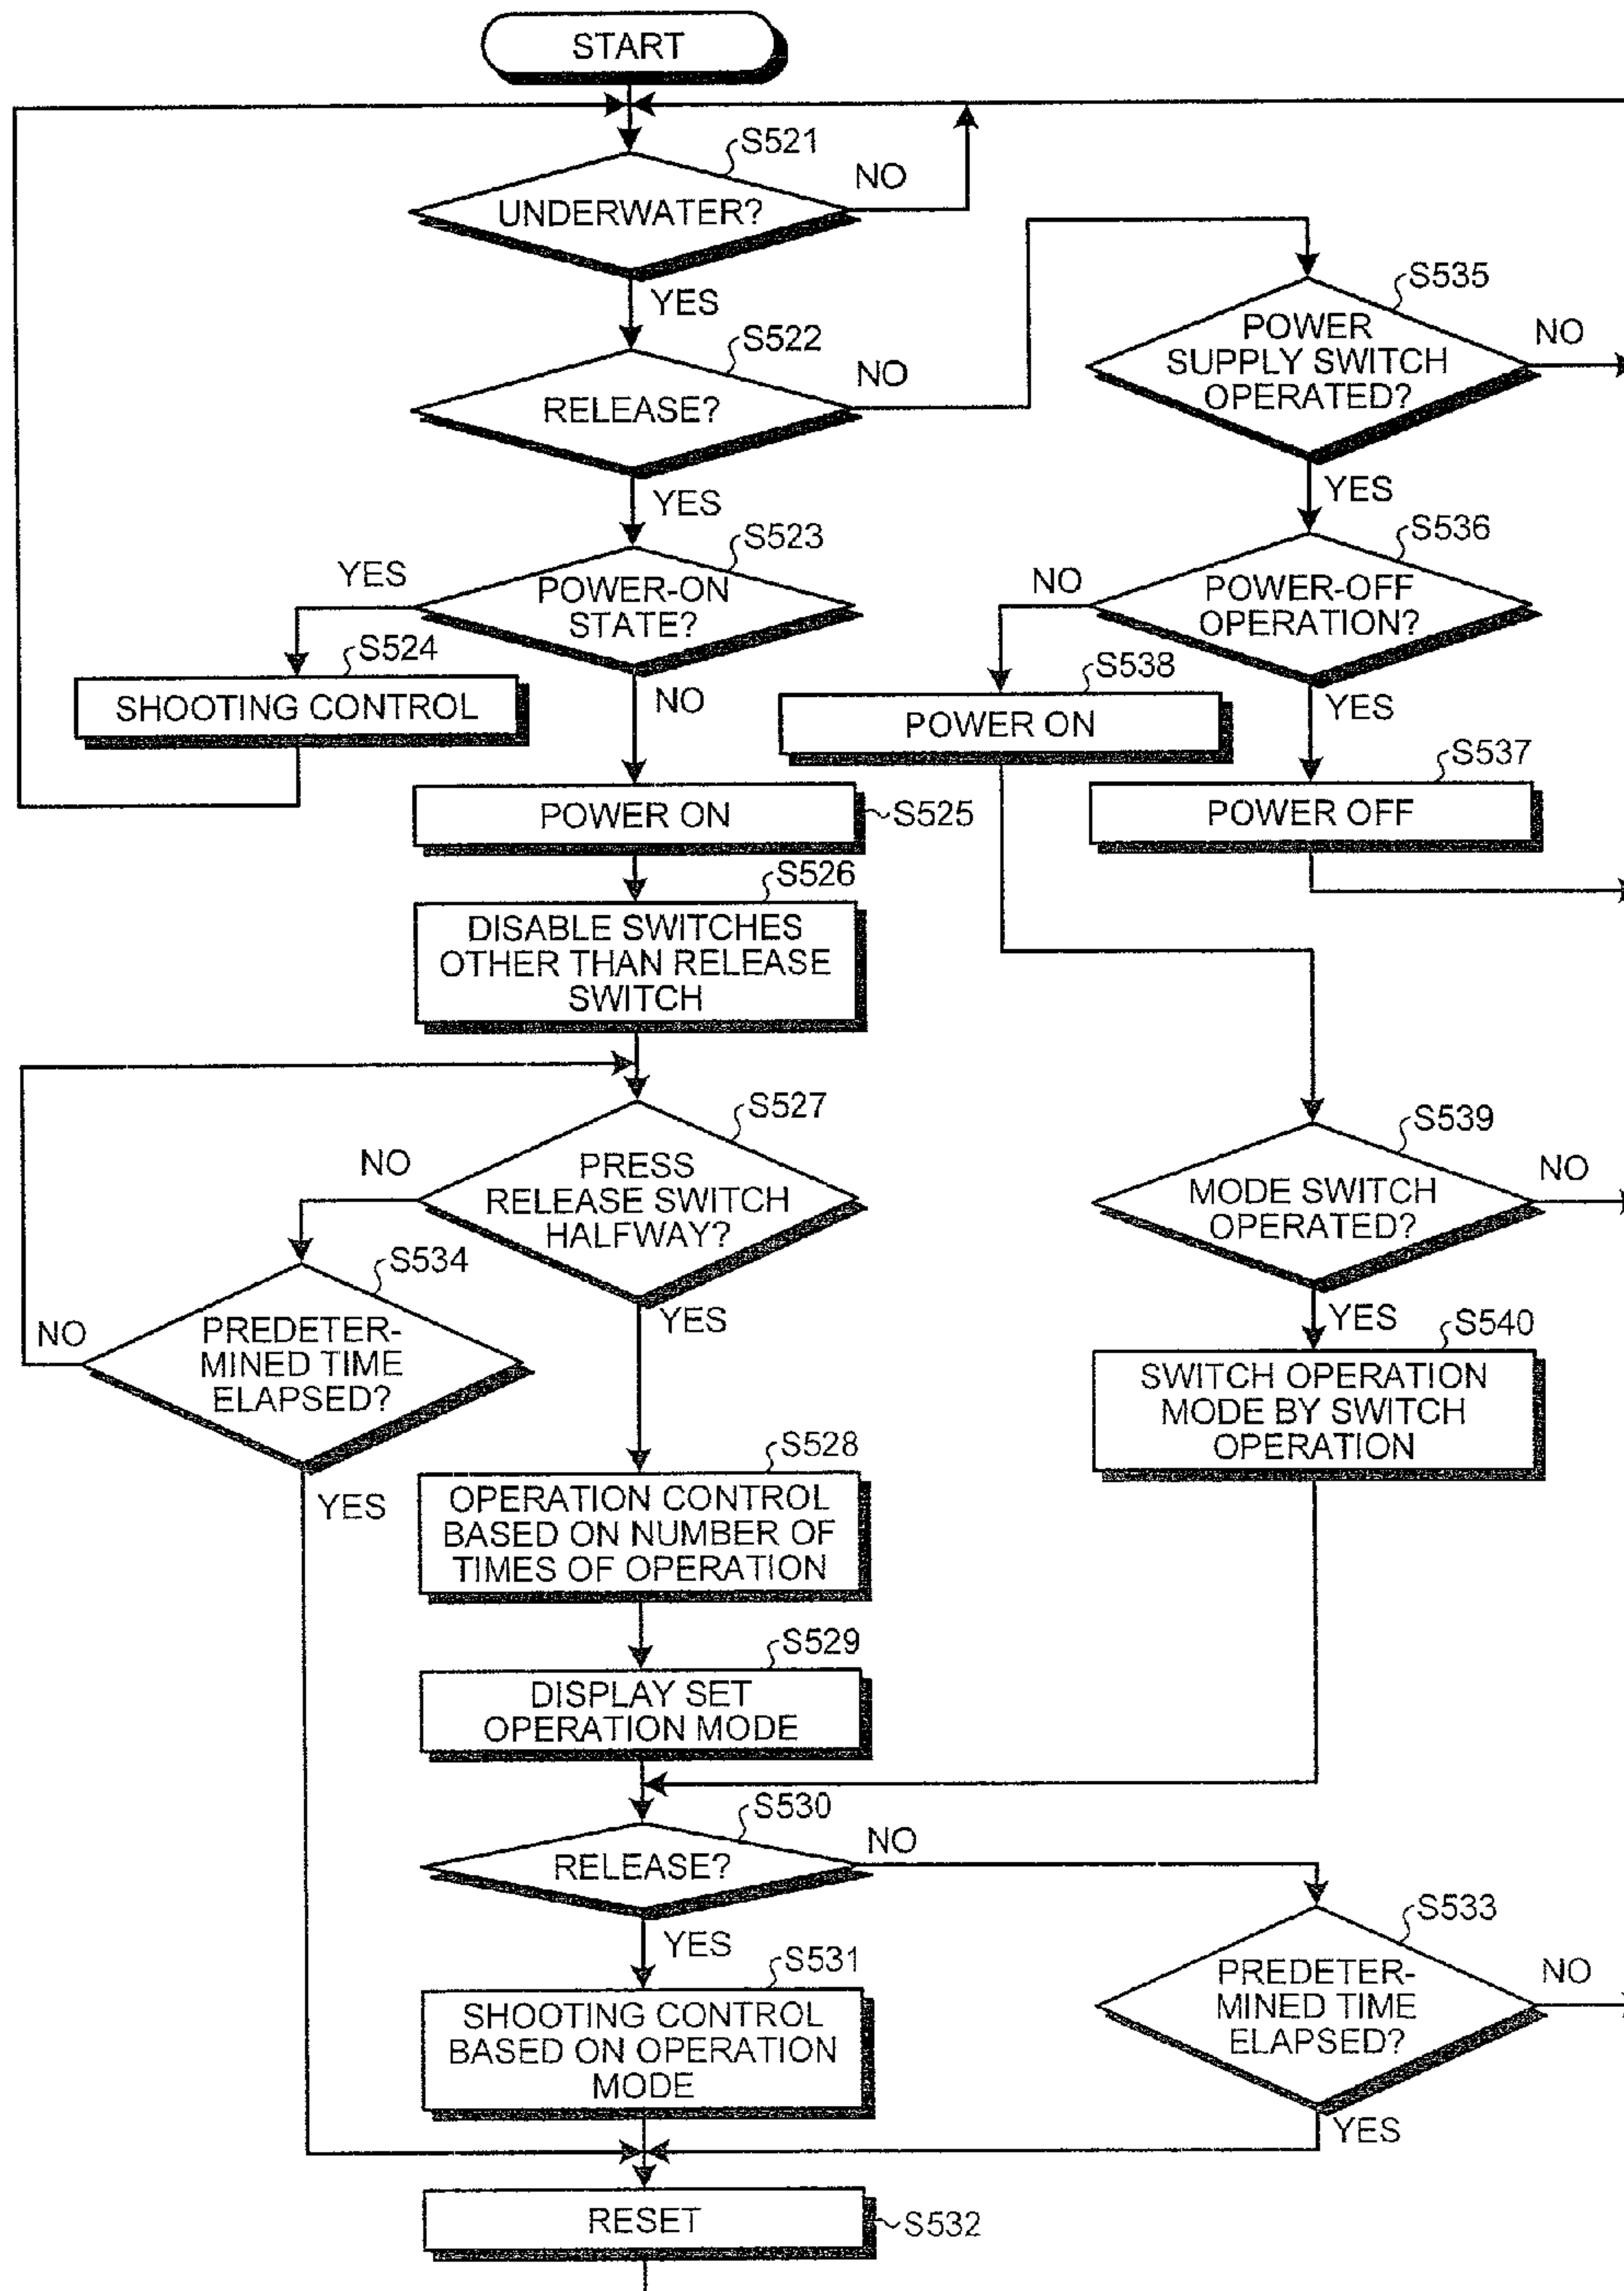 START
S521
UNDERWATER?
NO
YES
S522
RELEASE?
NO
YES
S535
POWER
SUPPLY SWITCH
OPERATED?
NO
YES
S523
POWER-ON
STATE?
YES
NO
S536
POWER-OFF
OPERATION?
NO
YES
S524
SHOOTING CONTROL
S538
POWER ON
S537
POWER OFF
POWER ON
S525
S526
DISABLE SWITCHES
OTHER THAN RELEASE
SWITCH
S527
PRESS
RELEASE SWITCH
HALFWAY?
NO
YES
S539
MODE SWITCH
OPERATED?
NO
YES
S534
PREDETER-
MINED TIME
ELAPSED?
NO
YES
S540
SWITCH OPERATION
MODE BY SWITCH
OPERATION
S528
OPERATION CONTROL
BASED ON NUMBER OF
TIMES OF OPERATION
S529
DISPLAY SET
OPERATION MODE
S530
RELEASE?
NO
YES
S533
PREDETER-
MINED TIME
ELAPSED?
NO
YES
S531
SHOOTING CONTROL
BASED ON OPERATION
MODE
RESET
S532